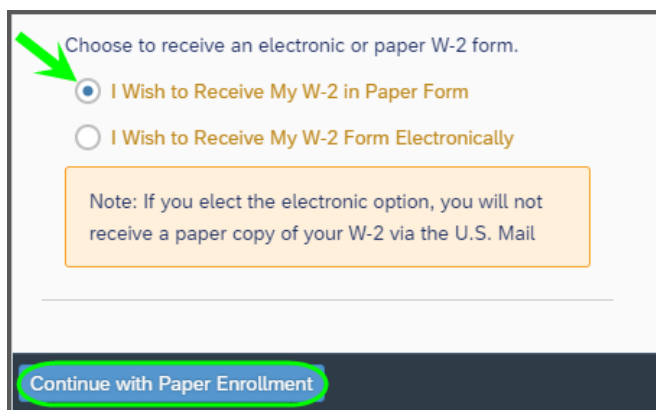 Choose to receive an electronic or paper W-2 form.
I Wish to Receive My W-2 in Paper Form
I Wish to Receive My W-2 Form Electronically
Note: If you elect the electronic option, you will not
receive a paper copy of your W-2 via the U.S. Mail
Continue with Paper Enrollment